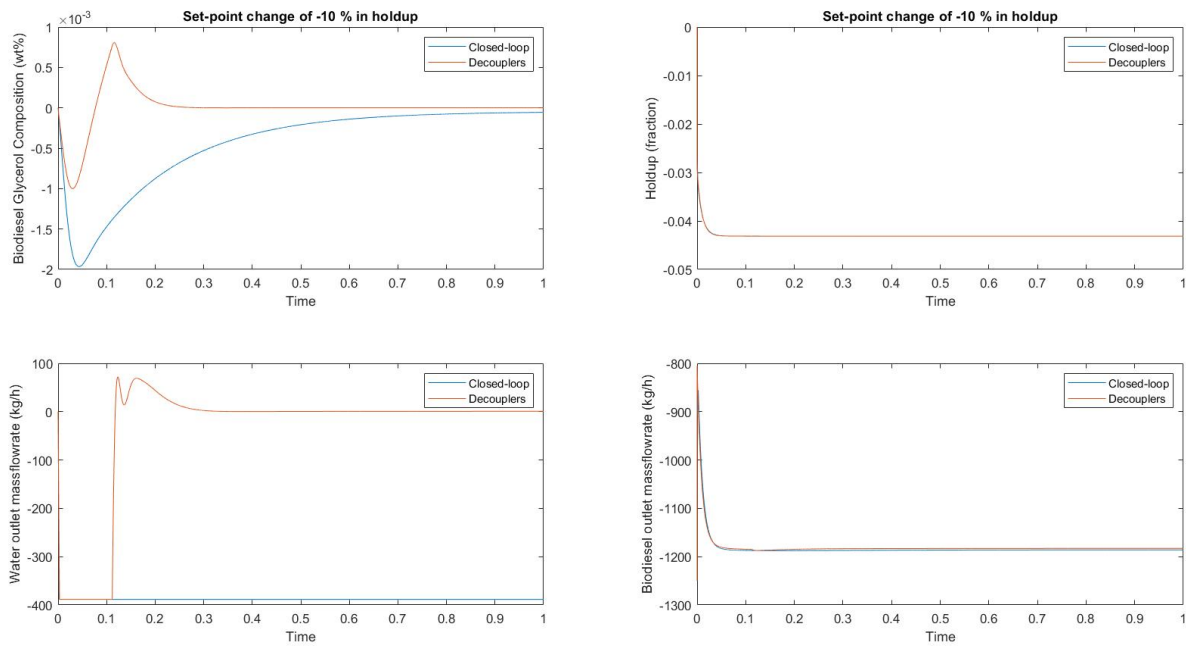 Set-point change of -10 % in holdup
×10-3
Biodiesel Glycerol Composition (wt%)
1
0.5
0
-0.5
-1
-1.5
-2
0 0.1 0.2 0.3 0.4 0.5 0.6 0.7 0.8 0.9 1
Time
Closed-loop
Decouplers
Set-point change of -10 % in holdup
Holdup (fraction)
0
-0.01
-0.02
-0.03
-0.04
-0.05
0 0.1 0.2 0.3 0.4 0.5 0.6 0.7 0.8 0.9 1
Time
Closed-loop
Decouplers
Water outlet massflowrate (kg/h)
100
0
-100
-200
-300
-400
0 0.1 0.2 0.3 0.4 0.5 0.6 0.7 0.8 0.9 1
Time
Closed-loop
Decouplers
Biodiesel outlet massflowrate (kg/h)
-800
-900
-1000
-1100
-1200
-1300
0 0.1 0.2 0.3 0.4 0.5 0.6 0.7 0.8 0.9 1
Time
Closed-loop
Decouplers